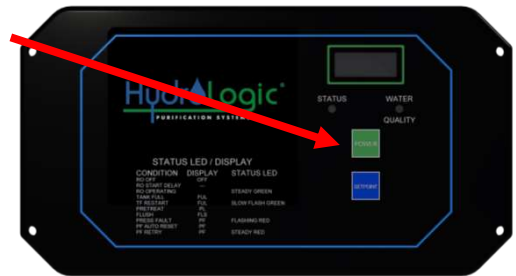 HydroLogic
PURIFICATION SYSTEMS
STATUS WATER QUALITY
POWER
SETPOINT
STATUS LED / DISPLAY
CONDITION DISPLAY STATUS LED
RO OFF OFF
RO START DELAY ---
RO OPERATING STEADY GREEN
TANK FULL FUL
TF RESTART FUL SLOW FLASH GREEN
PRETREAT PL
FLUSH FLS
PRESS FAULT PF FLASHING RED
PF AUTO RESET PF
PF RETRY PF STEADY RED